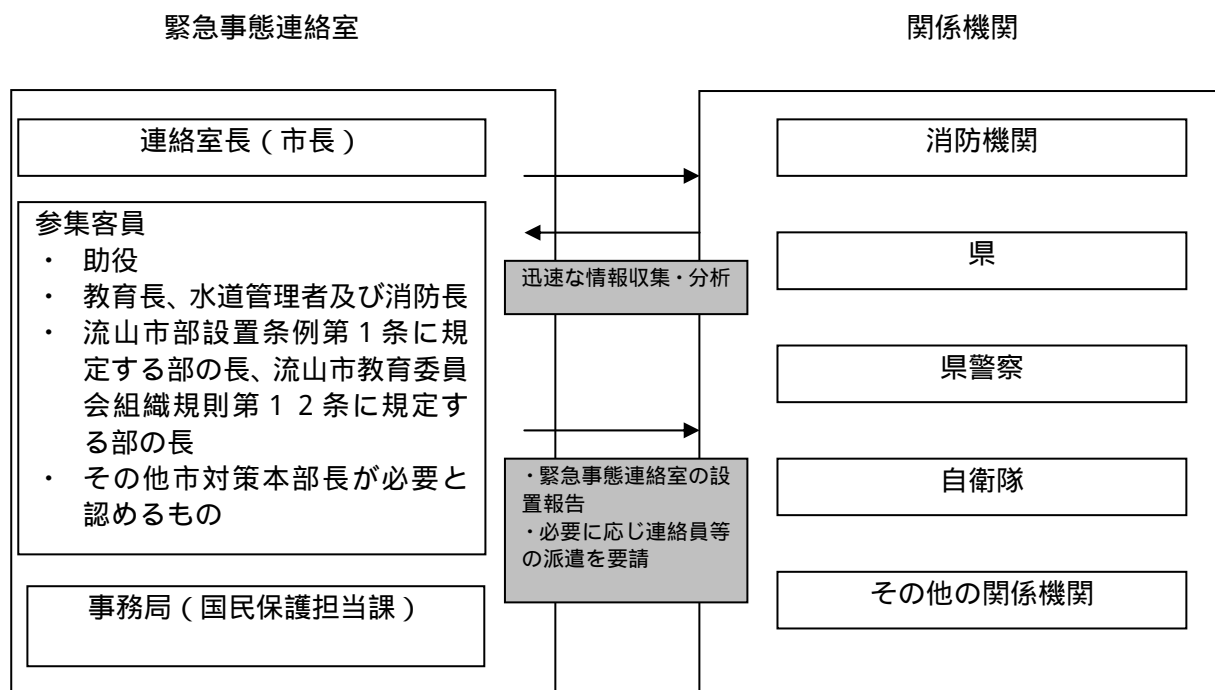 緊急事態連絡室
関係機関
連絡室長（市長）
参集客員
・ 助役
・ 教育長、水道管理者及び消防長
・ 流山市部設置条例第１条に規
定する部の長、流山市教育委員
会組織規則第１２条に規定す
る部の長
・ その他市対策本部長が必要と
認めるもの
事務局（国民保護担当課）
迅速な情報収集・分析
・緊急事態連絡室の設
置報告
・必要に応じ連絡員等
の派遣を要請
消防機関
県
県警察
自衛隊
その他の関係機関